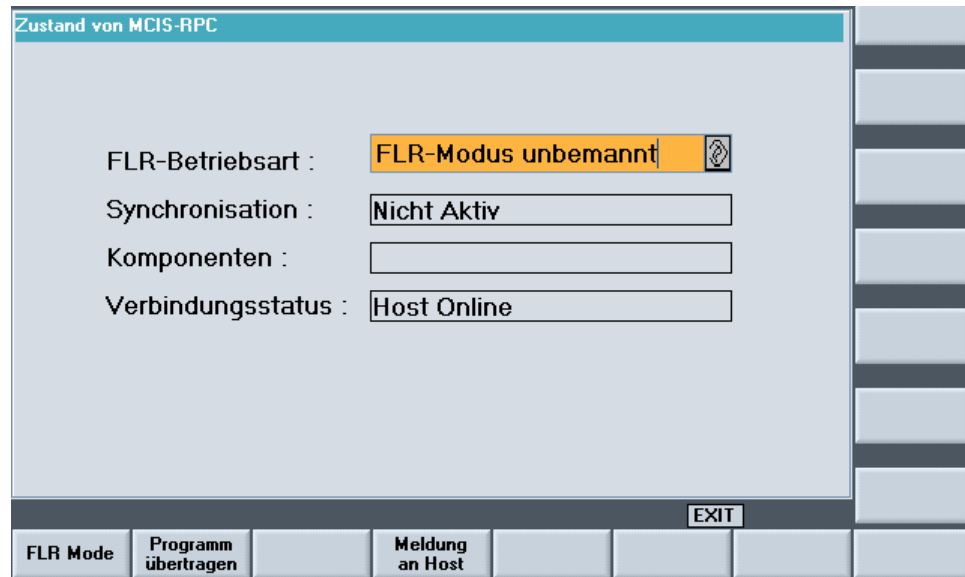 Zustand von MCIS-RPC
FLR-Betriebsart : FLR-Modus unbemannt
Synchronisation : Nicht Aktiv
Komponenten :
Verbindungsstatus : Host Online
EXIT
FLR Mode
Programm
übertragen
Meldung
an Host